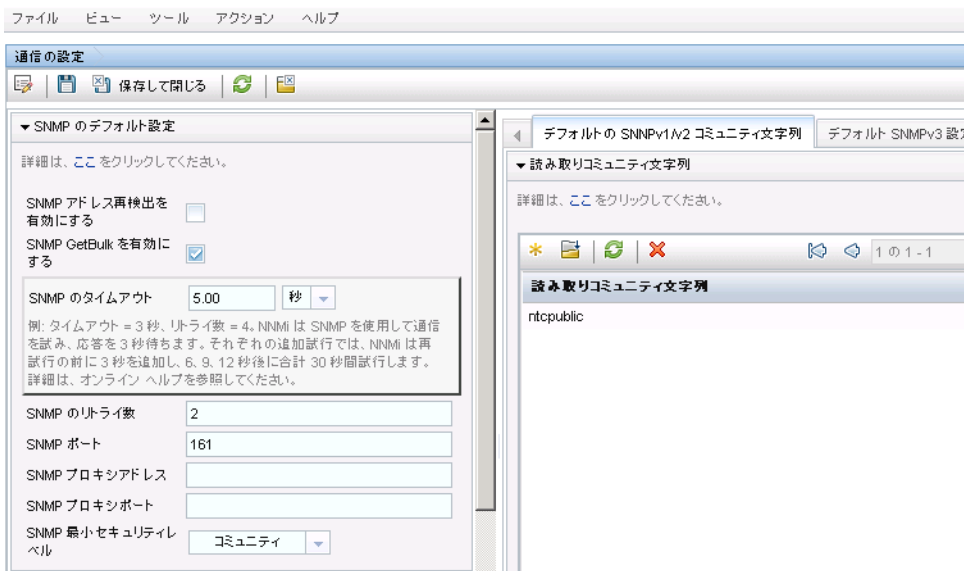 ファイル ビュー ツール アクション ヘルプ
通信の設定
保存して閉じる
▼SNMP のデフォルト設定
詳細は、ここをクリックしてください。
SNMP アドレス再検出を
有効にする
SNMP GetBulk を有効に
する
SNMP のタイムアウト 5.00 秒
例: タイムアウト = 3 秒、リトライ数 = 4。NNMi は SNMP を使用して通信
を試み、応答を 3 秒待ちます。それぞれの追加試行では、NNMi は再
試行の前に 3 秒を追加し、6、9、12 秒後に合計 30 秒間試行します。
詳細は、オンライン ヘルプを参照してください。
SNMP のリトライ数 2
SNMP ポート 161
SNMP プロキシアドレス
SNMP プロキシポート
SNMP 最小セキュリティレ
ベル コミュニティ
デフォルトの SNNPv1/v2 コミュニティ文字列 デフォルト SNMPv3 設
▼読み取りコミュニティ文字列
詳細は、ここをクリックしてください。
1 の 1 - 1
読み取りコミュニティ文字列
ntcpublic